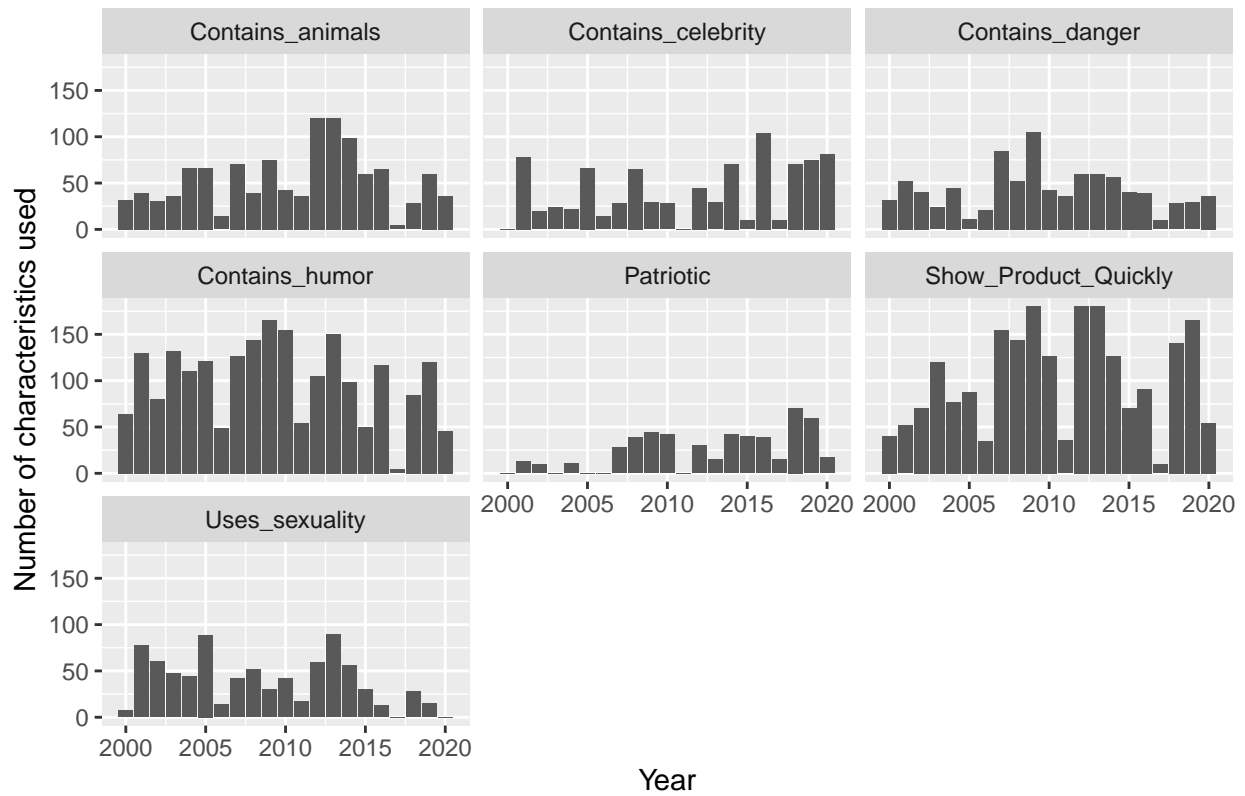 Contains_animals
Contains_celebrity
Contains_danger
150
100
50
0
Contains_humor
Patriotic
Show_Product_Quickly
150
100
50
0
2000 2005 2010 2015 2020
2000 2005 2010 2015 2020
Uses_sexuality
150
100
50
0
2000 2005 2010 2015 2020
Number of characteristics used
Year